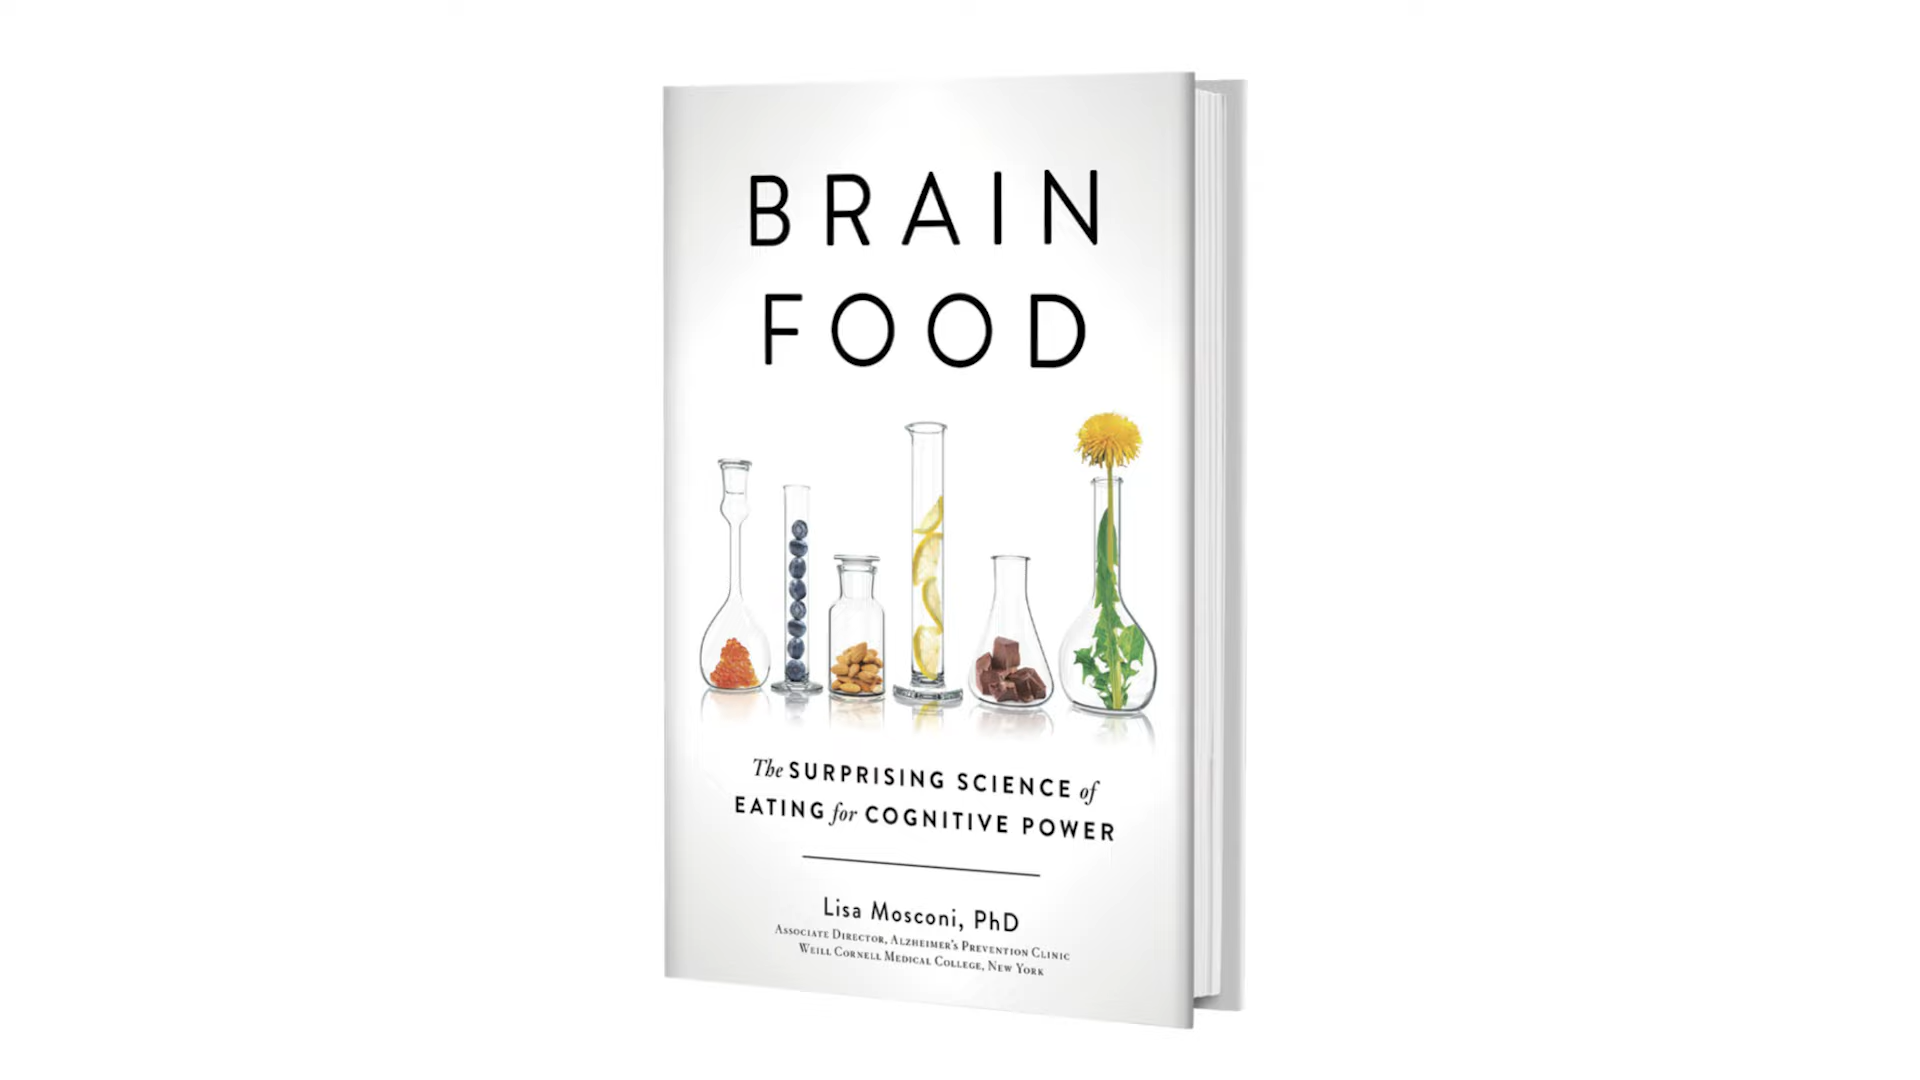 BRAIN
FOOD
The SURPRISING SCIENCE of
EATING for COGNITIVE POWER
Lisa Mosconi, PhD
Associate Director, Alzheimer's Prevention Clinic
Weill Cornell Medical College, New York